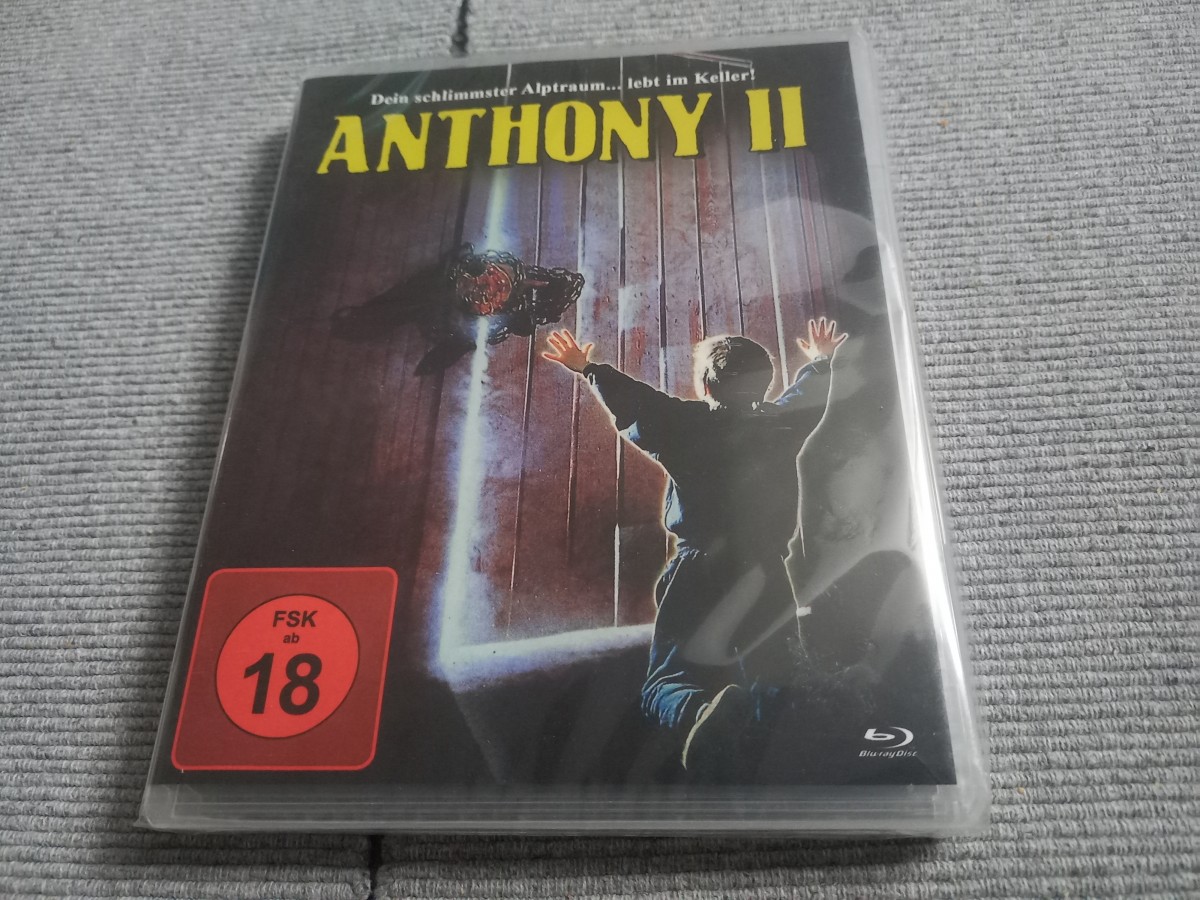 Dein schlimmster Alptraum... lebt im Keller!
ANTHONY II
FSK
ab
18
Blu-ray Disc